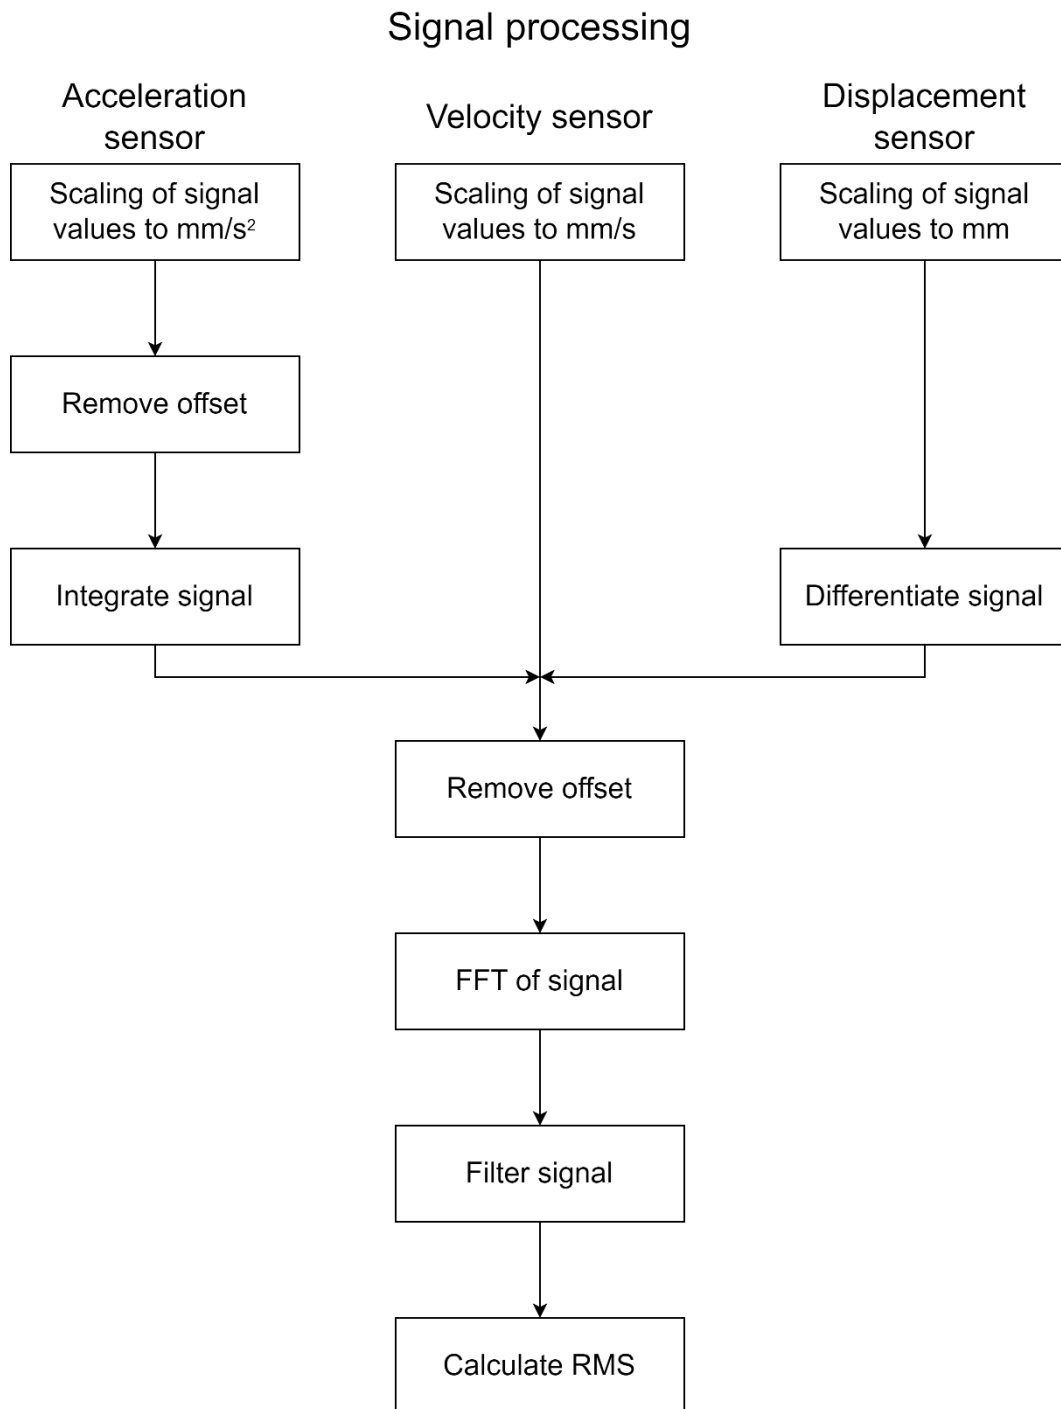 Signal processing
Acceleration
sensor
Velocity sensor
Displacement
sensor
Scaling of signal
values to mm/s²
Scaling of signal
values to mm/s
Scaling of signal
values to mm
Remove offset
Integrate signal
Differentiate signal
Remove offset
FFT of signal
Filter signal
Calculate RMS